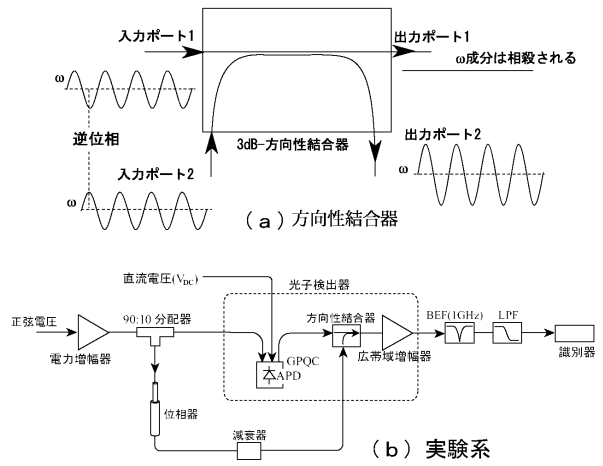 入力ポート1
出力ポート1
ω
ω成分は相殺される
逆位相
3dB-方向性結合器
出力ポート2
入力ポート2
ω
ω
(a)方向性結合器
直流電圧(VDC)
光子検出器
正弦電圧
90:10 分配器
方向性結合器
BEF(1GHz)
LPF
電力増幅器
GPQC
APD
広帯域増幅器
識別器
位相器
減衰器
(b)実験系